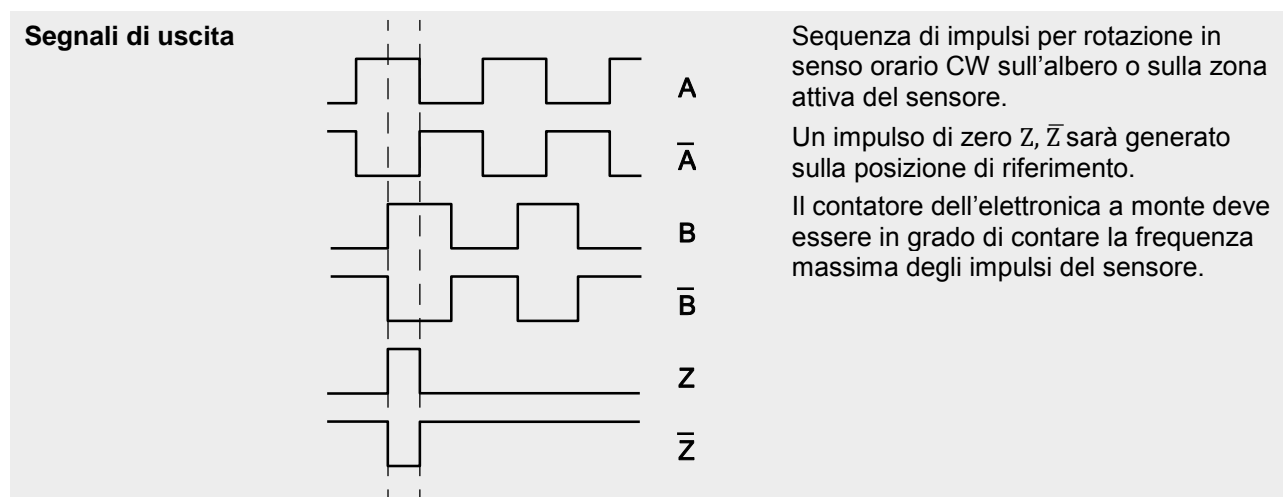 Segnali di uscita
A
A̅
B
B̅
Z
Z̅
Sequenza di impulsi per rotazione in
senso orario CW sull'albero o sulla zona
attiva del sensore.
Un impulso di zero Z, Z̅ sarà generato
sulla posizione di riferimento.
Il contatore dell'elettronica a monte deve
essere in grado di contare la frequenza
massima degli impulsi del sensore.